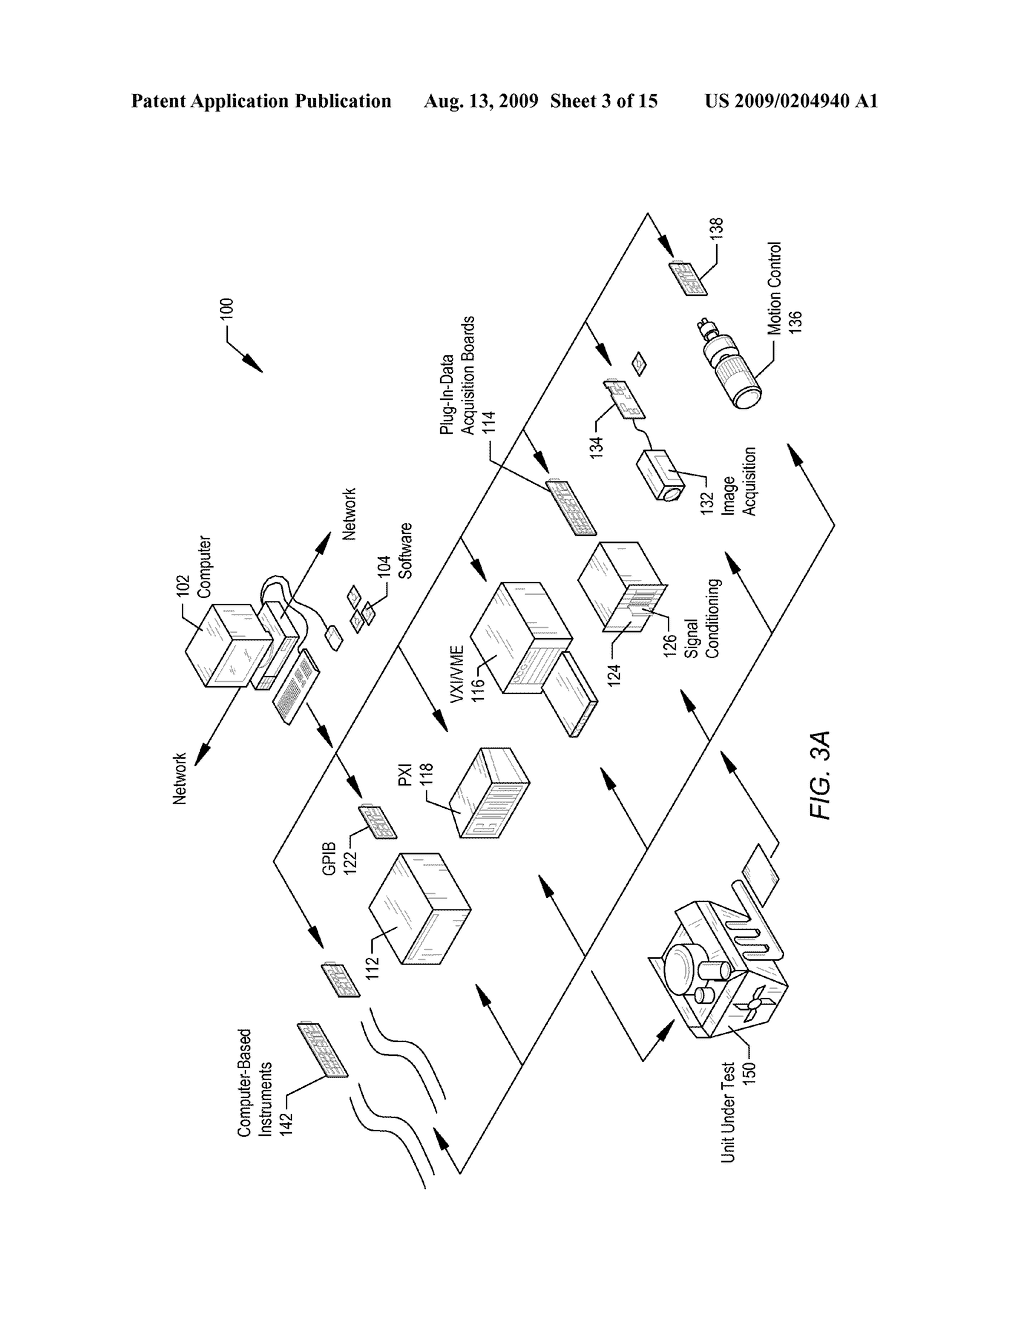 Patent Application Publication Aug. 13, 2009 Sheet 3 of 15 US 2009/0204940 A1
100
102
Computer
Network
Network
104
Software
GPIB
122
112
PXI
118
VXI/VME
116
Plug-In-Data
Acquisition Boards
114
124
126
Signal
Conditioning
134
132
Image
Acquisition
138
Motion Control
136
Computer-Based
Instruments
142
Unit Under Test
150
FIG. 3A